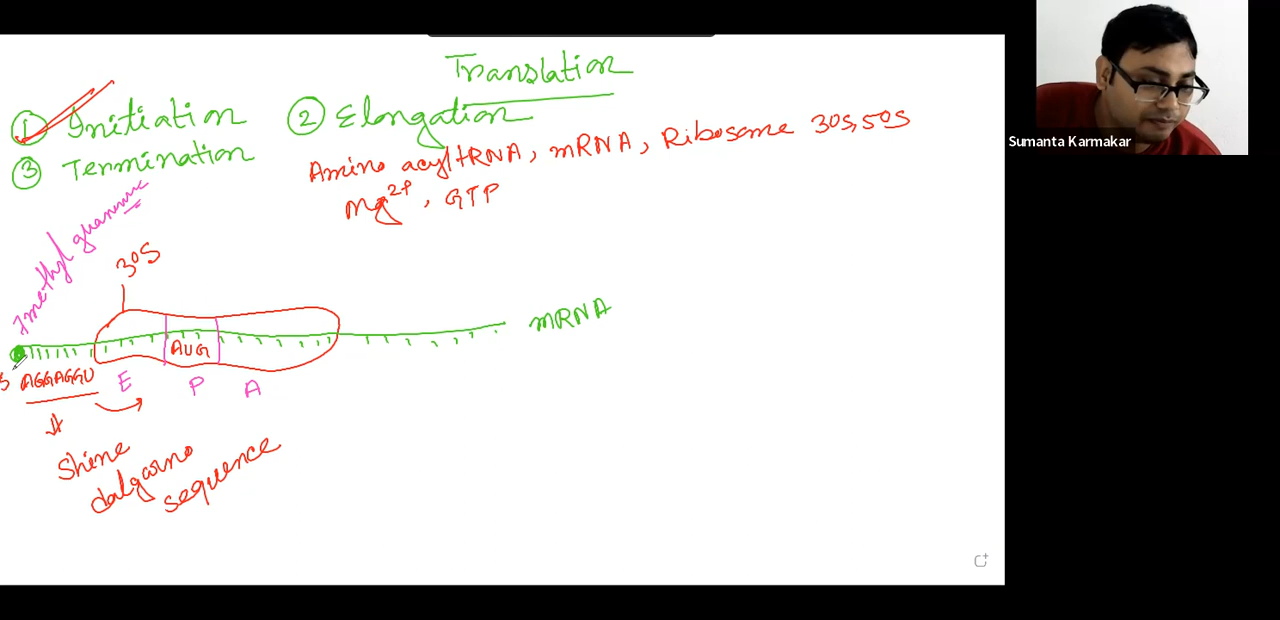 Translation
① Initiation ② Elongation
③ Termination
Amino acyl tRNA, mRNA, Ribosome 30S, 50S
Mg2+, GTP
7methyl guanine
30S
mRNA
AUG
5 AGGAGGU E P A
Shine
dalgarno
sequence
Sumanta Karmakar